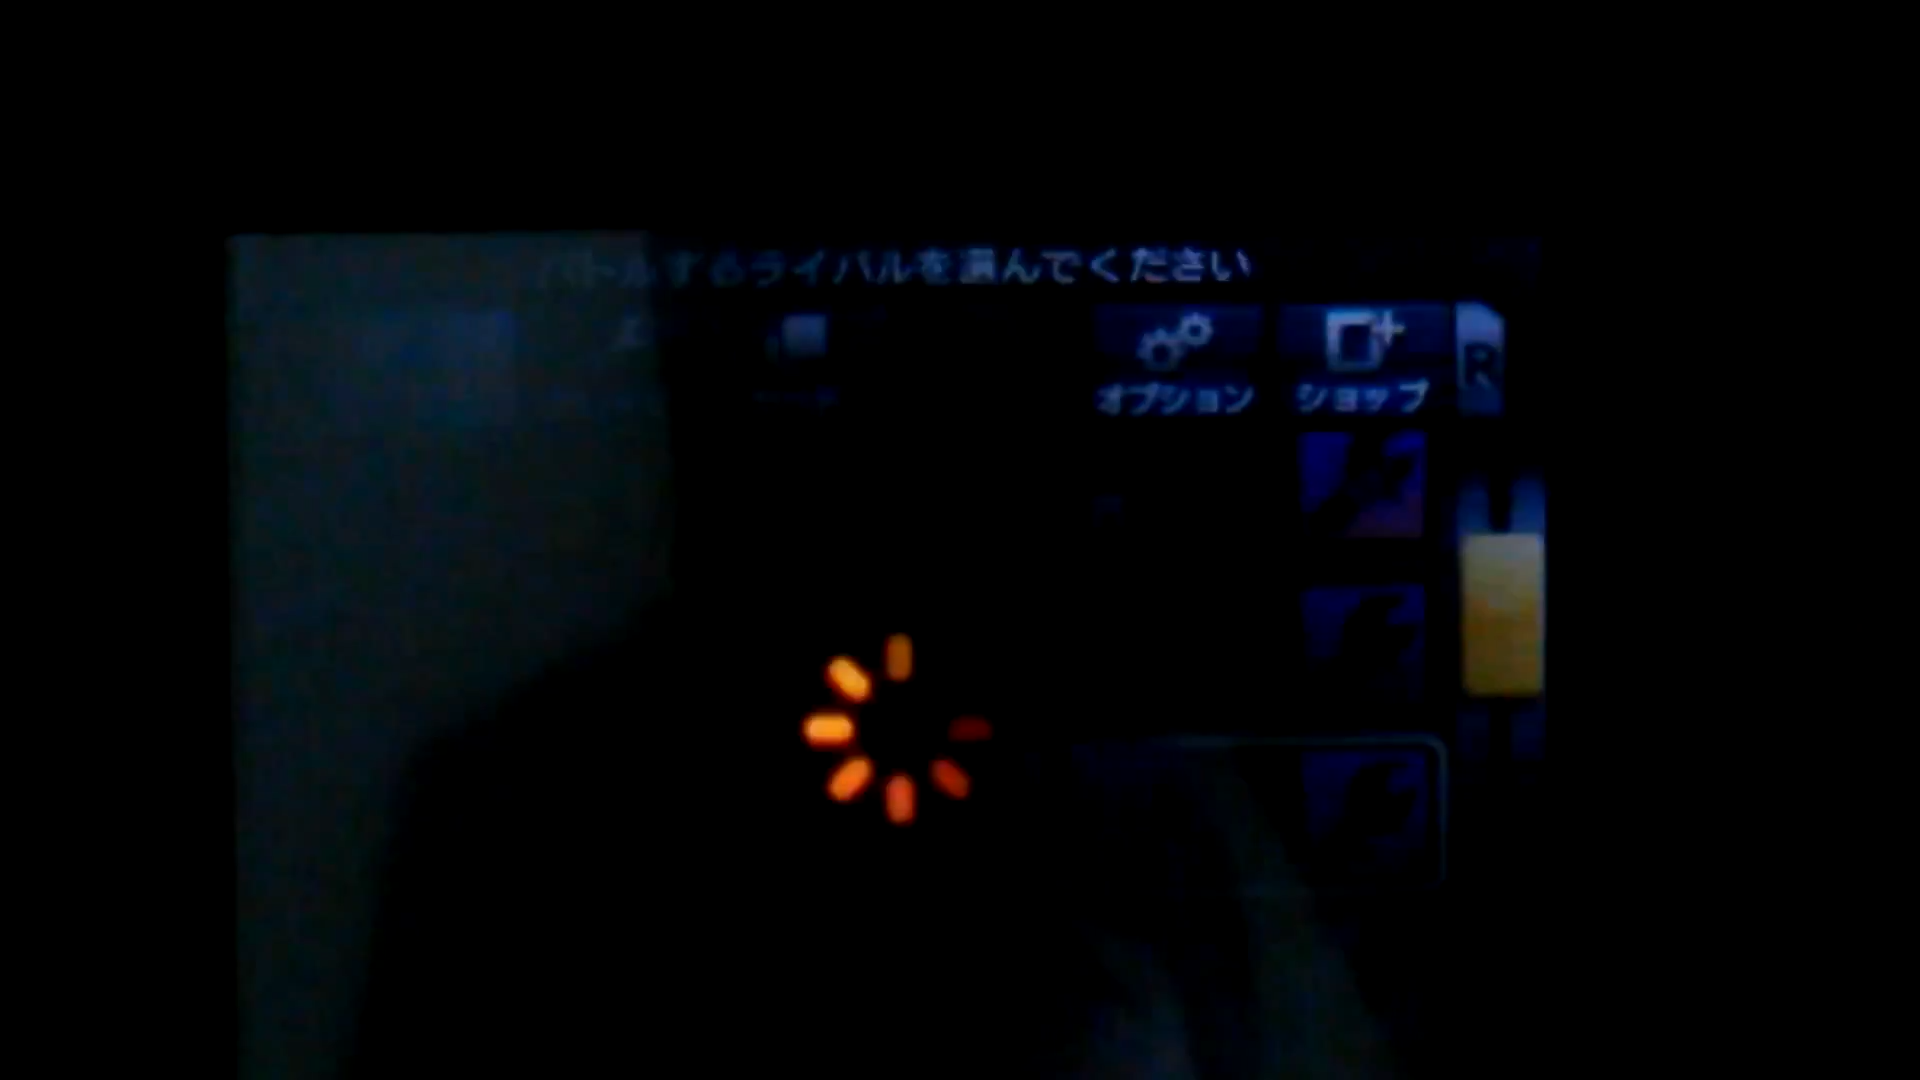 バトルするライバルを選んでください
オプション
ショップ
R